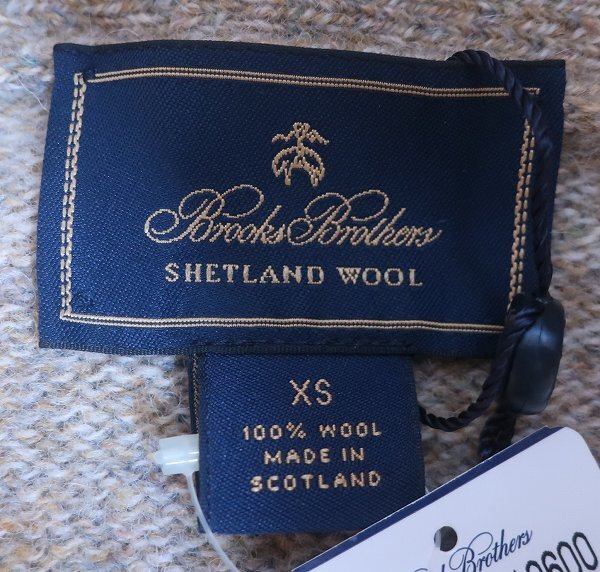 Brooks Brothers
SHETLAND WOOL
XS
100% WOOL
MADE IN
SCOTLAND
Brothers